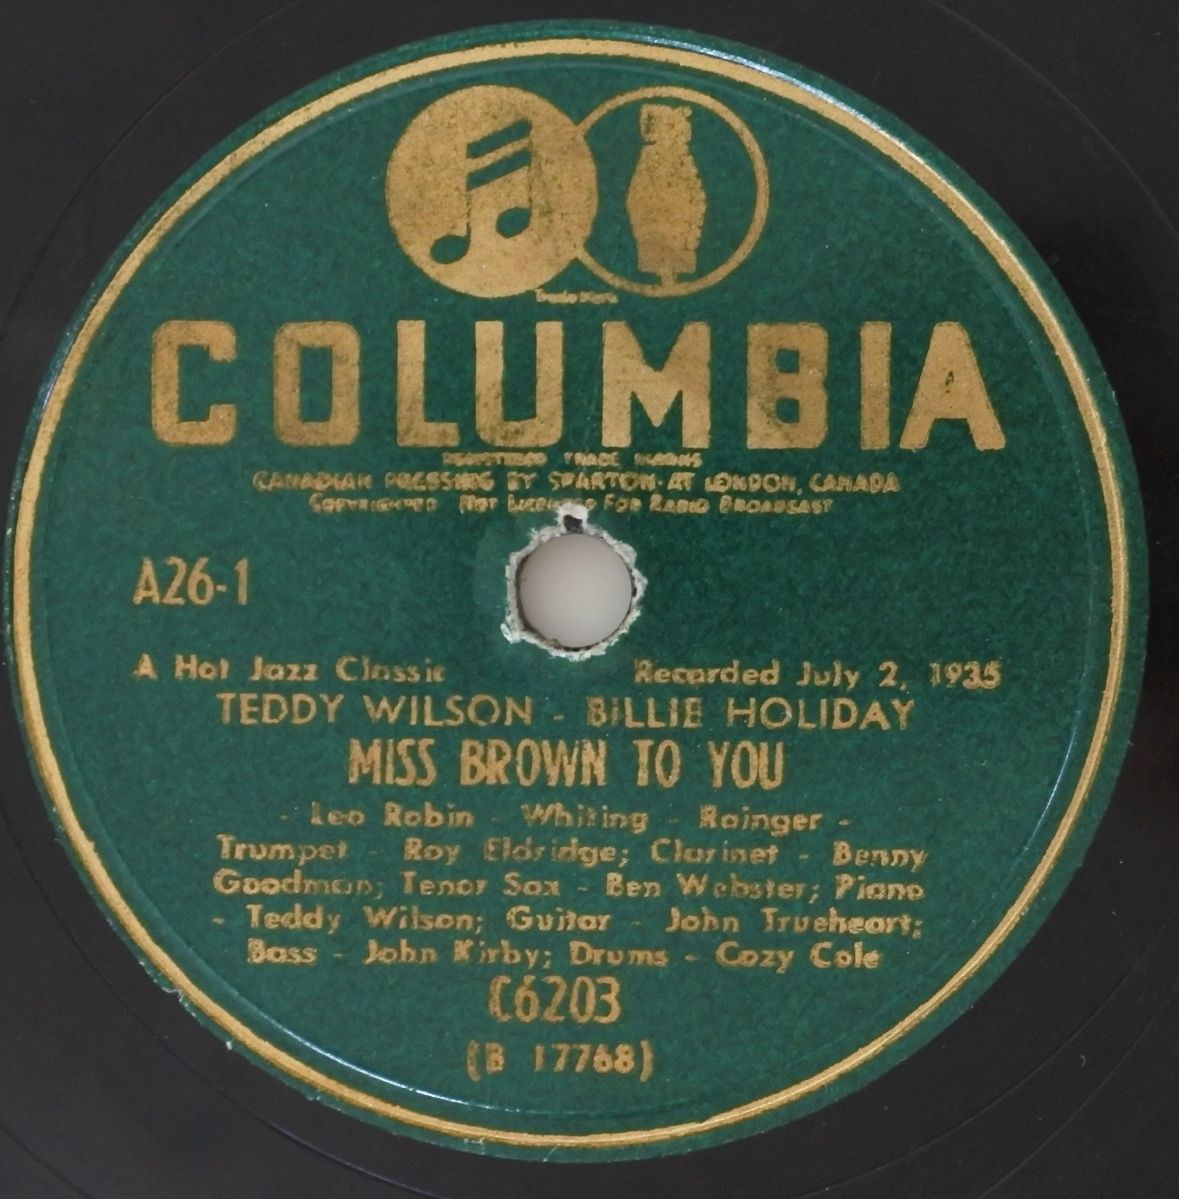 Trade Mark
COLUMBIA
REGISTERED TRADE MARKS
CANADIAN PRESSING BY SPARTON AT LONDON, CANADA
COPYRIGHTED NOT LICENSED FOR RADIO BROADCAST
A26-1
A Hot Jazz Classic Recorded July 2, 1935
TEDDY WILSON - BILLIE HOLIDAY
MISS BROWN TO YOU
- Leo Robin - Whiting - Rainger -
Trumpet - Roy Eldridge; Clarinet - Benny
Goodman; Tenor Sax - Ben Webster; Piano
- Teddy Wilson; Guitar - John Trueheart;
Bass - John Kirby; Drums - Cozy Cole
C6203
(B 17768)